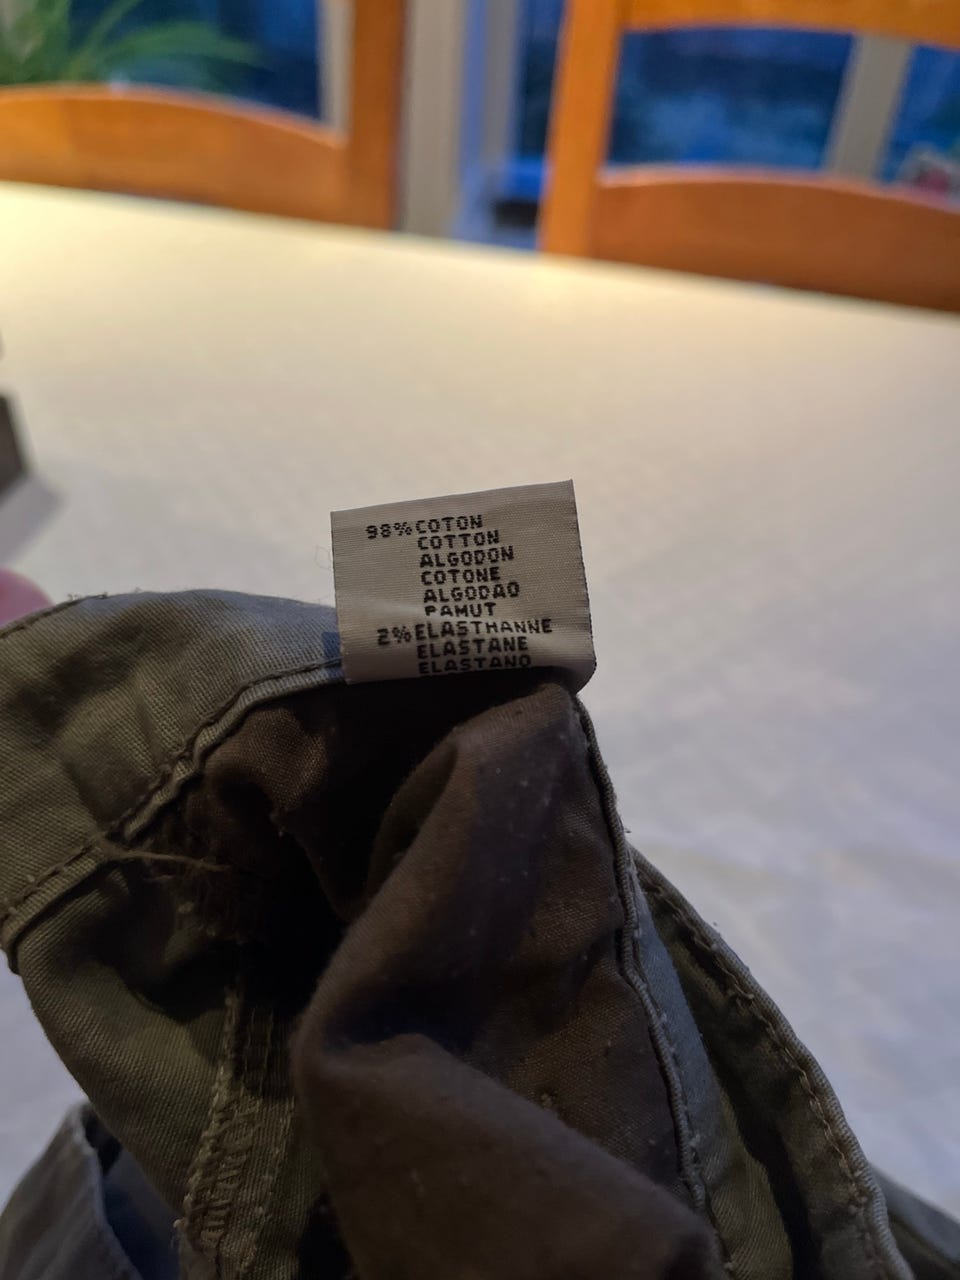 98% COTON
COTTON
ALGODON
COTONE
ALGODAO
PAMUT
2% ELASTHANNE
ELASTANE
ELASTANO